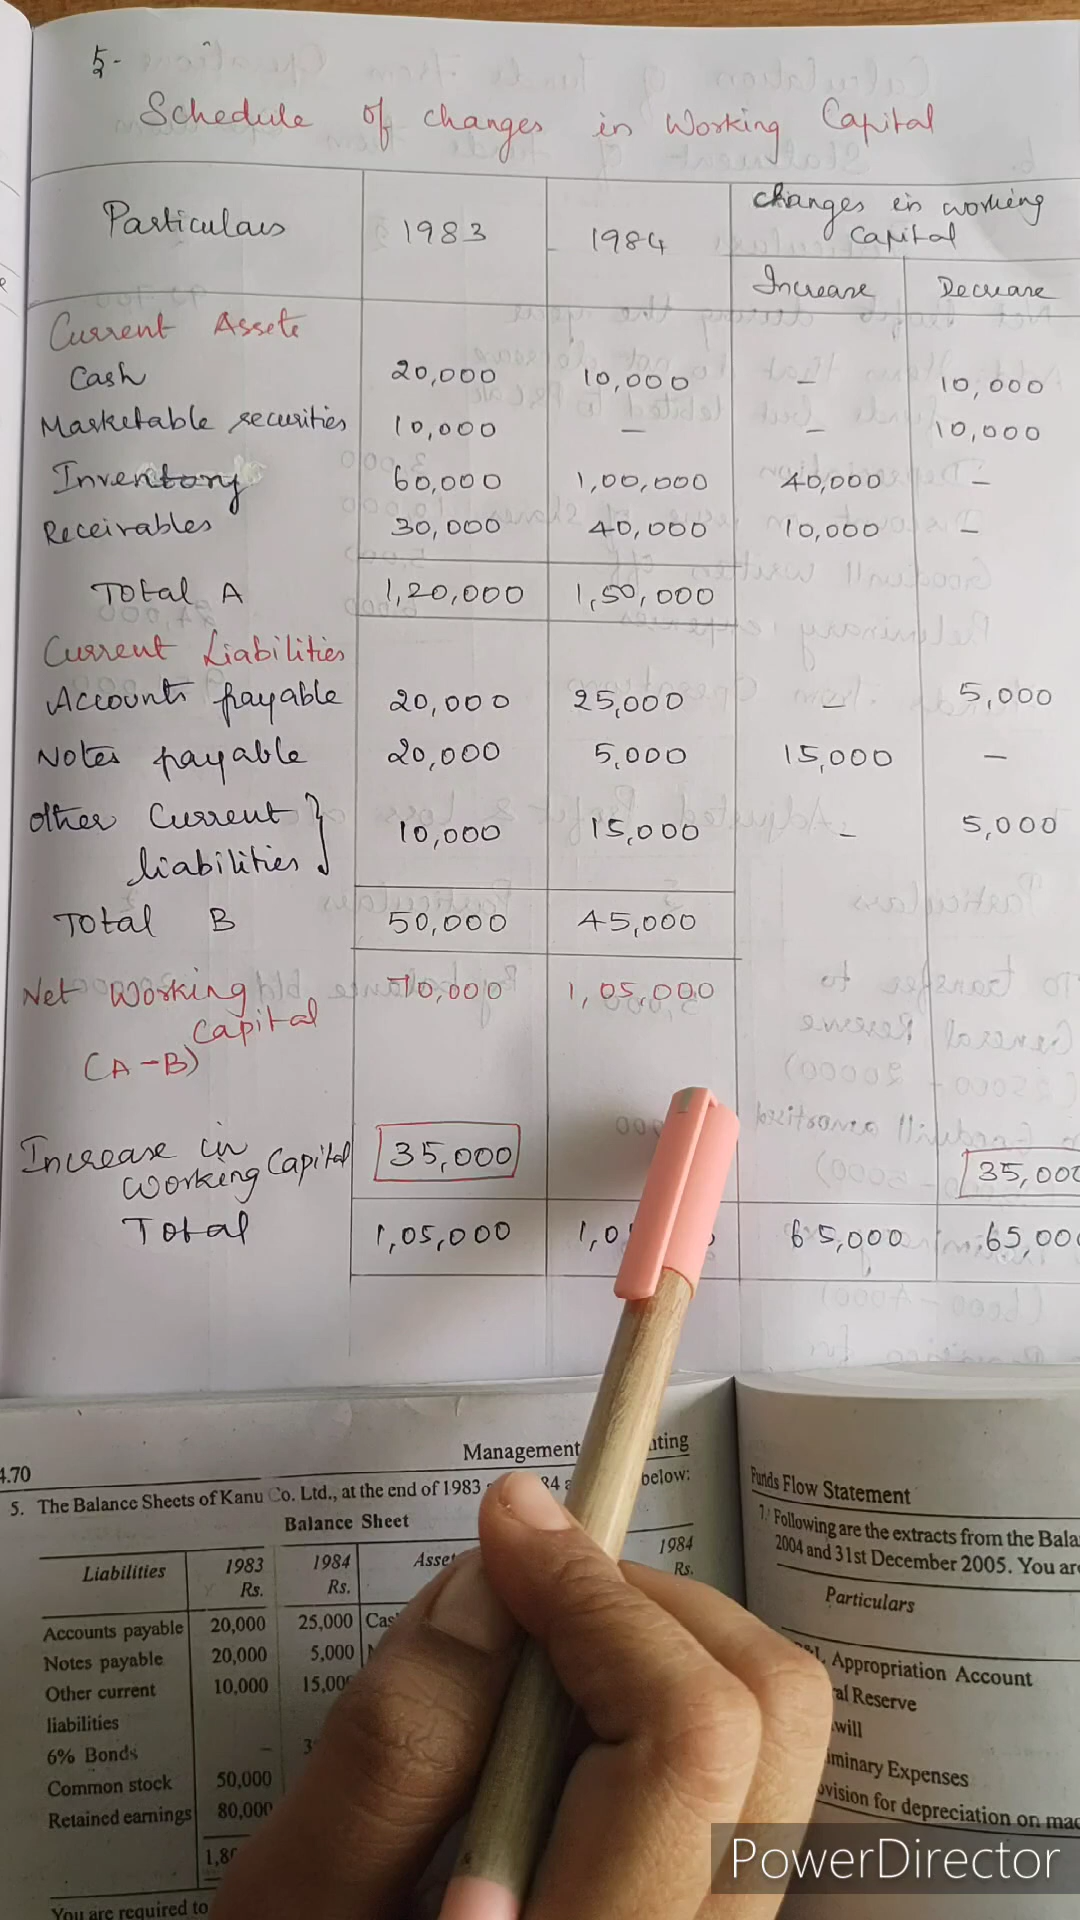 5-
Schedule of changes in Working Capital
Particulars 1983 1984 changes in working capital
Increase Decrease
Current Assets
Cash 20,000 10,000 - 10,000
Marketable securities 10,000 - - 10,000
Inventory 60,000 1,00,000 40,000 -
Receivables 30,000 40,000 10,000 -
Total A 1,20,000 1,50,000
Current Liabilities
Accounts payable 20,000 25,000 - 5,000
Notes payable 20,000 5,000 15,000 -
Other Current liabilities 10,000 15,000 - 5,000
Total B 50,000 45,000
Net Working Capital (A-B) 70,000 1,05,000
Increase in Working Capital 35,000 35,000
Total 1,05,000 65,000 65,000
4.70
Management
5. The Balance Sheets of Kanu Co. Ltd., at the end of 1983 below:
Balance Sheet
Liabilities 1983 Rs. 1984 Rs. 1984 Rs.
Accounts payable 20,000 25,000
Notes payable 20,000 5,000
Other current liabilities 10,000
6% Bonds -
Common stock 50,000
Retained earnings 80,000
You are required to
Funds Flow Statement
7. Following are the extracts from the
2004 and 31st December 2005. You are
Particulars
Appropriation Account
Reserve
Expenses
for depreciation on
PowerDirector